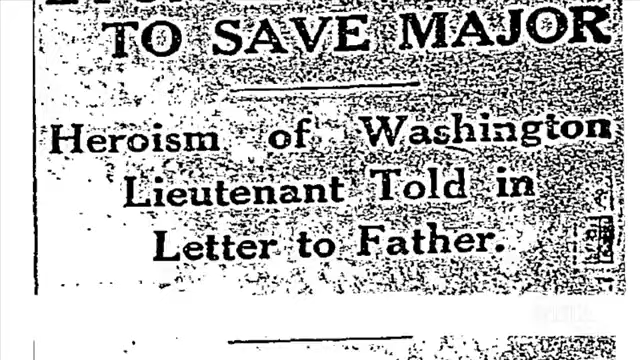 TO SAVE MAJOR
Heroism of Washington
Lieutenant Told in
Letter to Father.